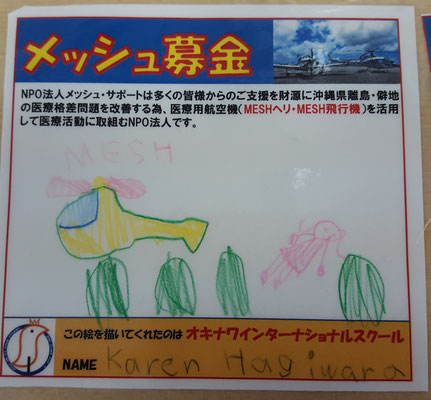 メッシュ募金
NPO法人メッシュ・サポートは多くの皆様からのご支援を財源に沖縄県離島・僻地
の医療格差問題を改善する為、医療用航空機(MESHヘリ・MESH飛行機)を活用
して医療活動に取組むNPO法人です。
MESH
この絵を描いてくれたのは オキナワインターナショナルスクール
NAME Karen Hagiwara